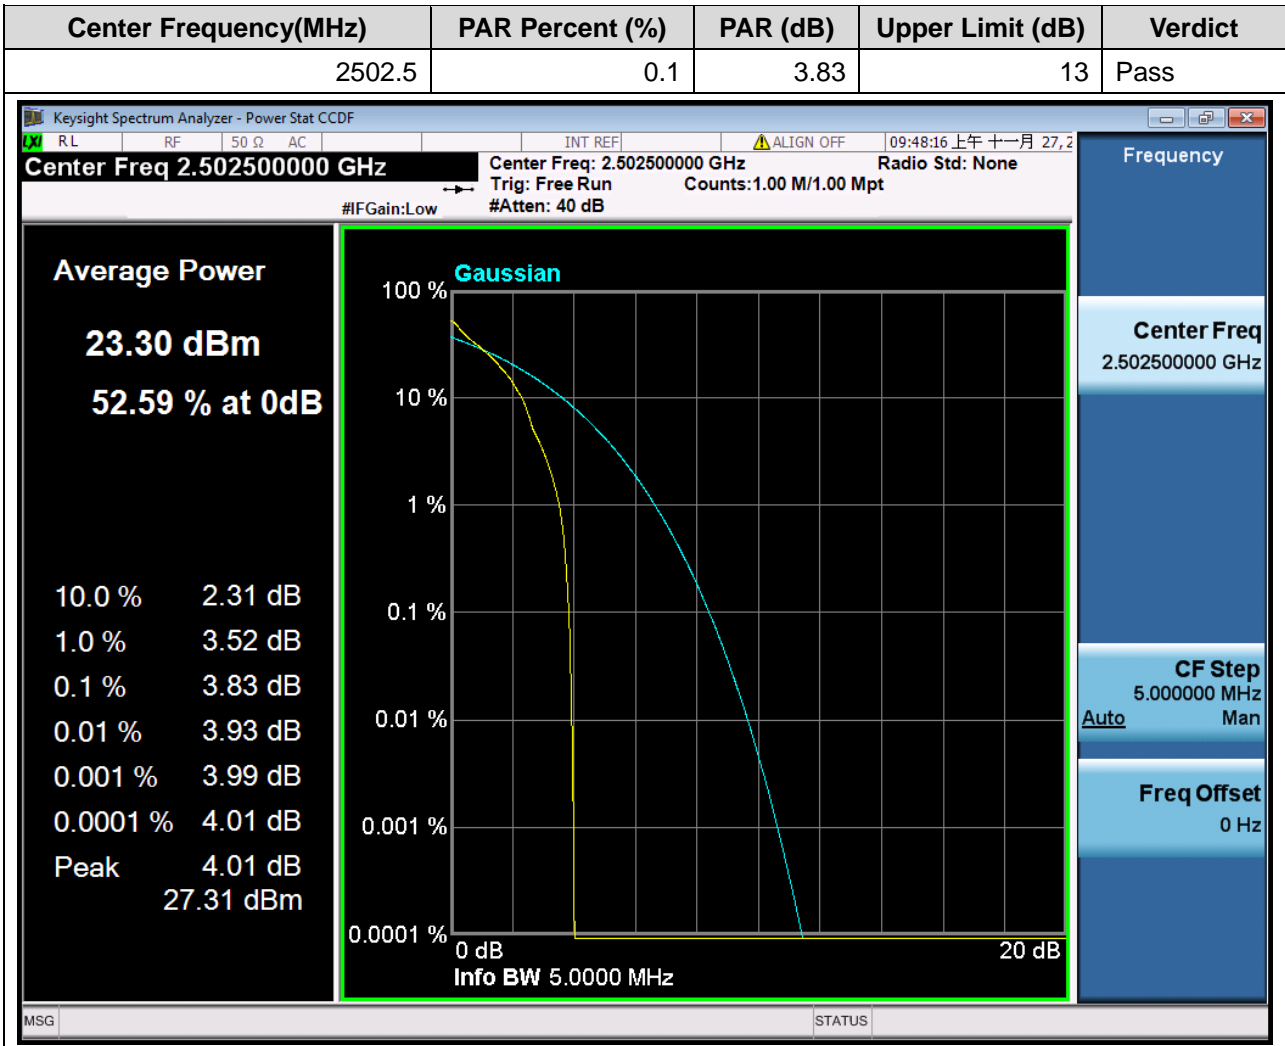 Center Frequency(MHz) PAR Percent (%) PAR (dB) Upper Limit (dB) Verdict
2502.5 0.1 3.83 13 Pass
Keysight Spectrum Analyzer - Power Stat CCDF
LXI RL RF 50 Ω AC INT REF ALIGN OFF 09:48:16 上午 十一月 27, 2
Center Freq 2.502500000 GHz
Center Freq: 2.502500000 GHz Radio Std: None
Trig: Free Run Counts:1.00 M/1.00 Mpt
#IFGain:Low #Atten: 40 dB
Frequency
Average Power
23.30 dBm
52.59 % at 0dB
10.0 % 2.31 dB
1.0 % 3.52 dB
0.1 % 3.83 dB
0.01 % 3.93 dB
0.001 % 3.99 dB
0.0001 % 4.01 dB
Peak 4.01 dB
27.31 dBm
Gaussian
100 %
10 %
1 %
0.1 %
0.01 %
0.001 %
0.0001 %
0 dB 20 dB
Info BW 5.0000 MHz
Center Freq
2.502500000 GHz
CF Step
5.000000 MHz
Auto Man
Freq Offset
0 Hz
MSG STATUS